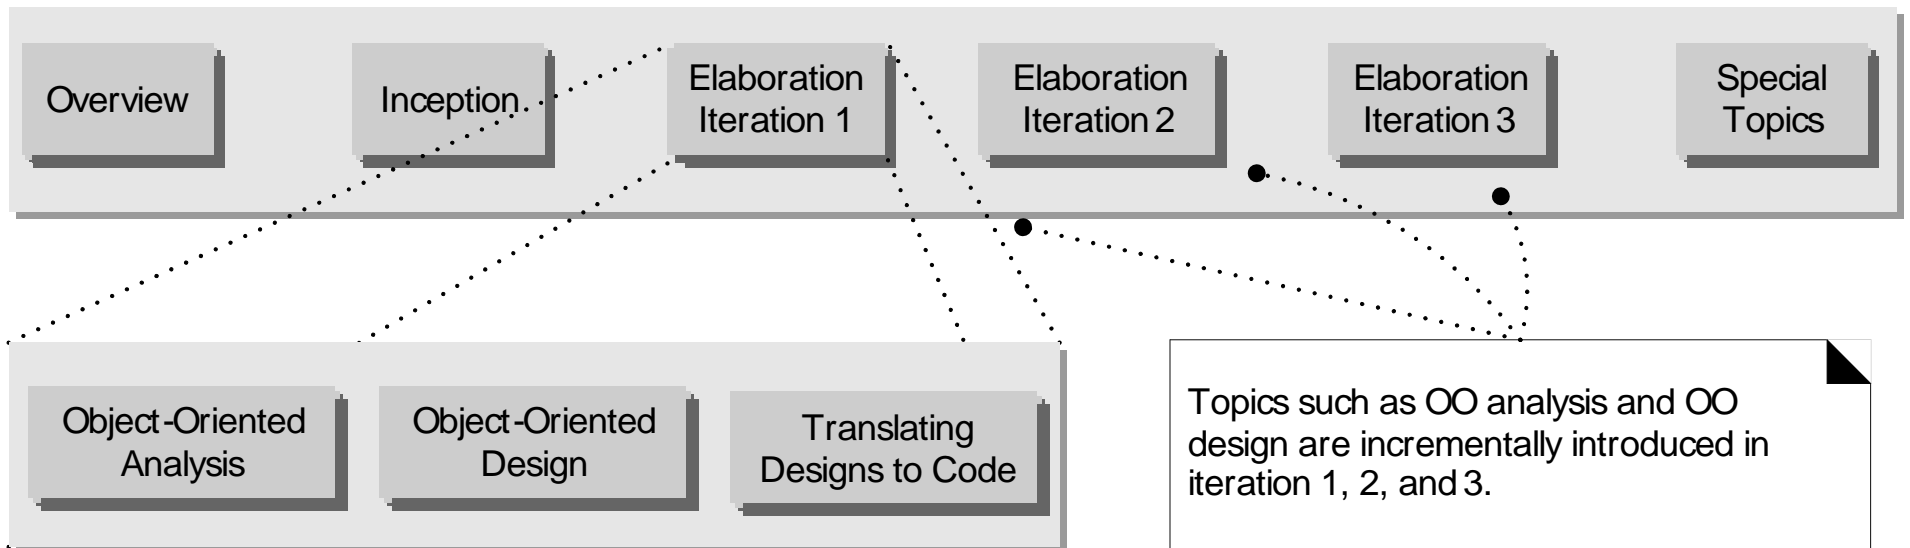 Overview
Inception
Elaboration
Iteration 1
Elaboration
Iteration 2
Elaboration
Iteration 3
Special
Topics
Object-Oriented
Analysis
Object-Oriented
Design
Translating
Designs to Code
Topics such as OO analysis and OO
design are incrementally introduced in
iteration 1, 2, and 3.